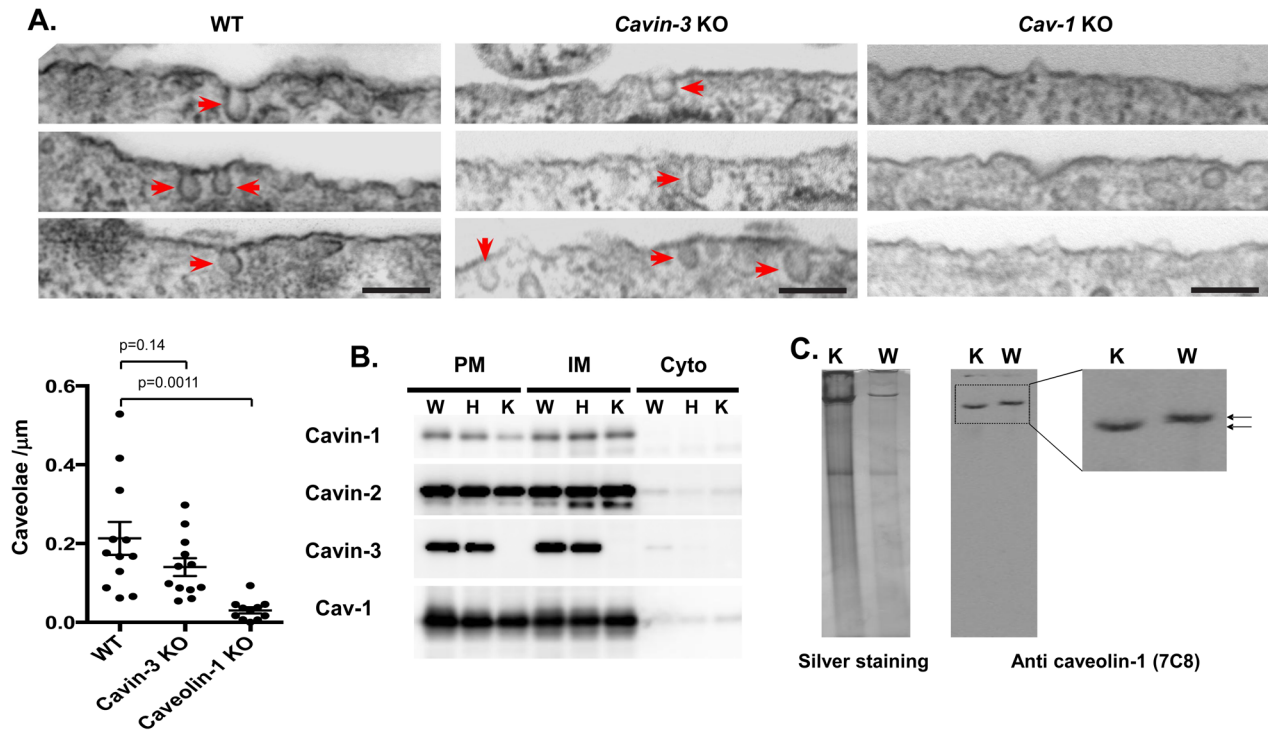 A.
WT
Cavin-3 KO
Cav-1 KO
p=0.14
p=0.0011
0.6
0.4
0.2
0.0
Caveolae /μm
WT
Cavin-3 KO
Caveolin-1 KO
B.
PM IM Cyto
W H K W H K W H K
Cavin-1
Cavin-2
Cavin-3
Cav-1
C.
K W
K W
K W
Silver staining
Anti caveolin-1 (7C8)